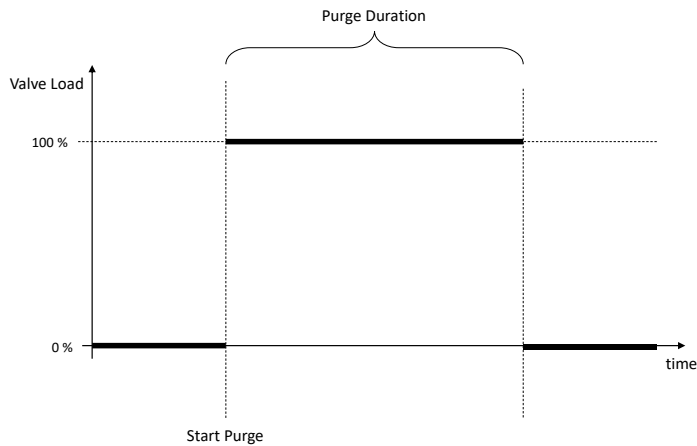 Purge Duration
Valve Load
100 %
0 %
time
Start Purge